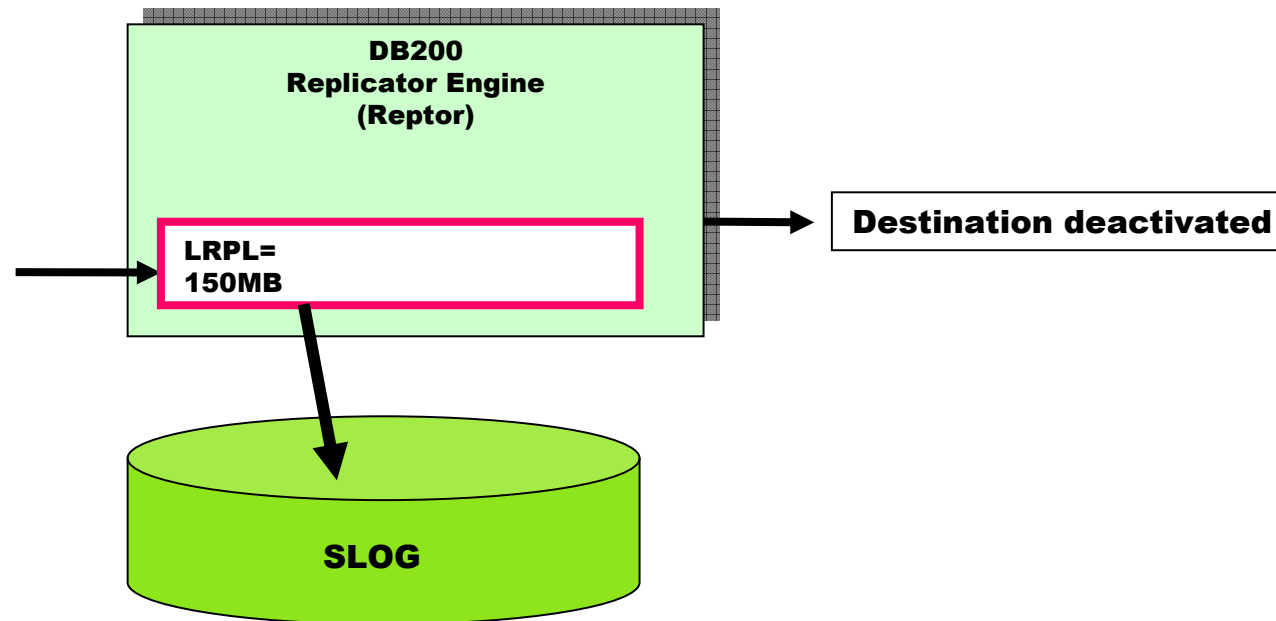 DB200
Replicator Engine
(Reptor)
Destination deactivated
LRPL=
150MB
SLOG